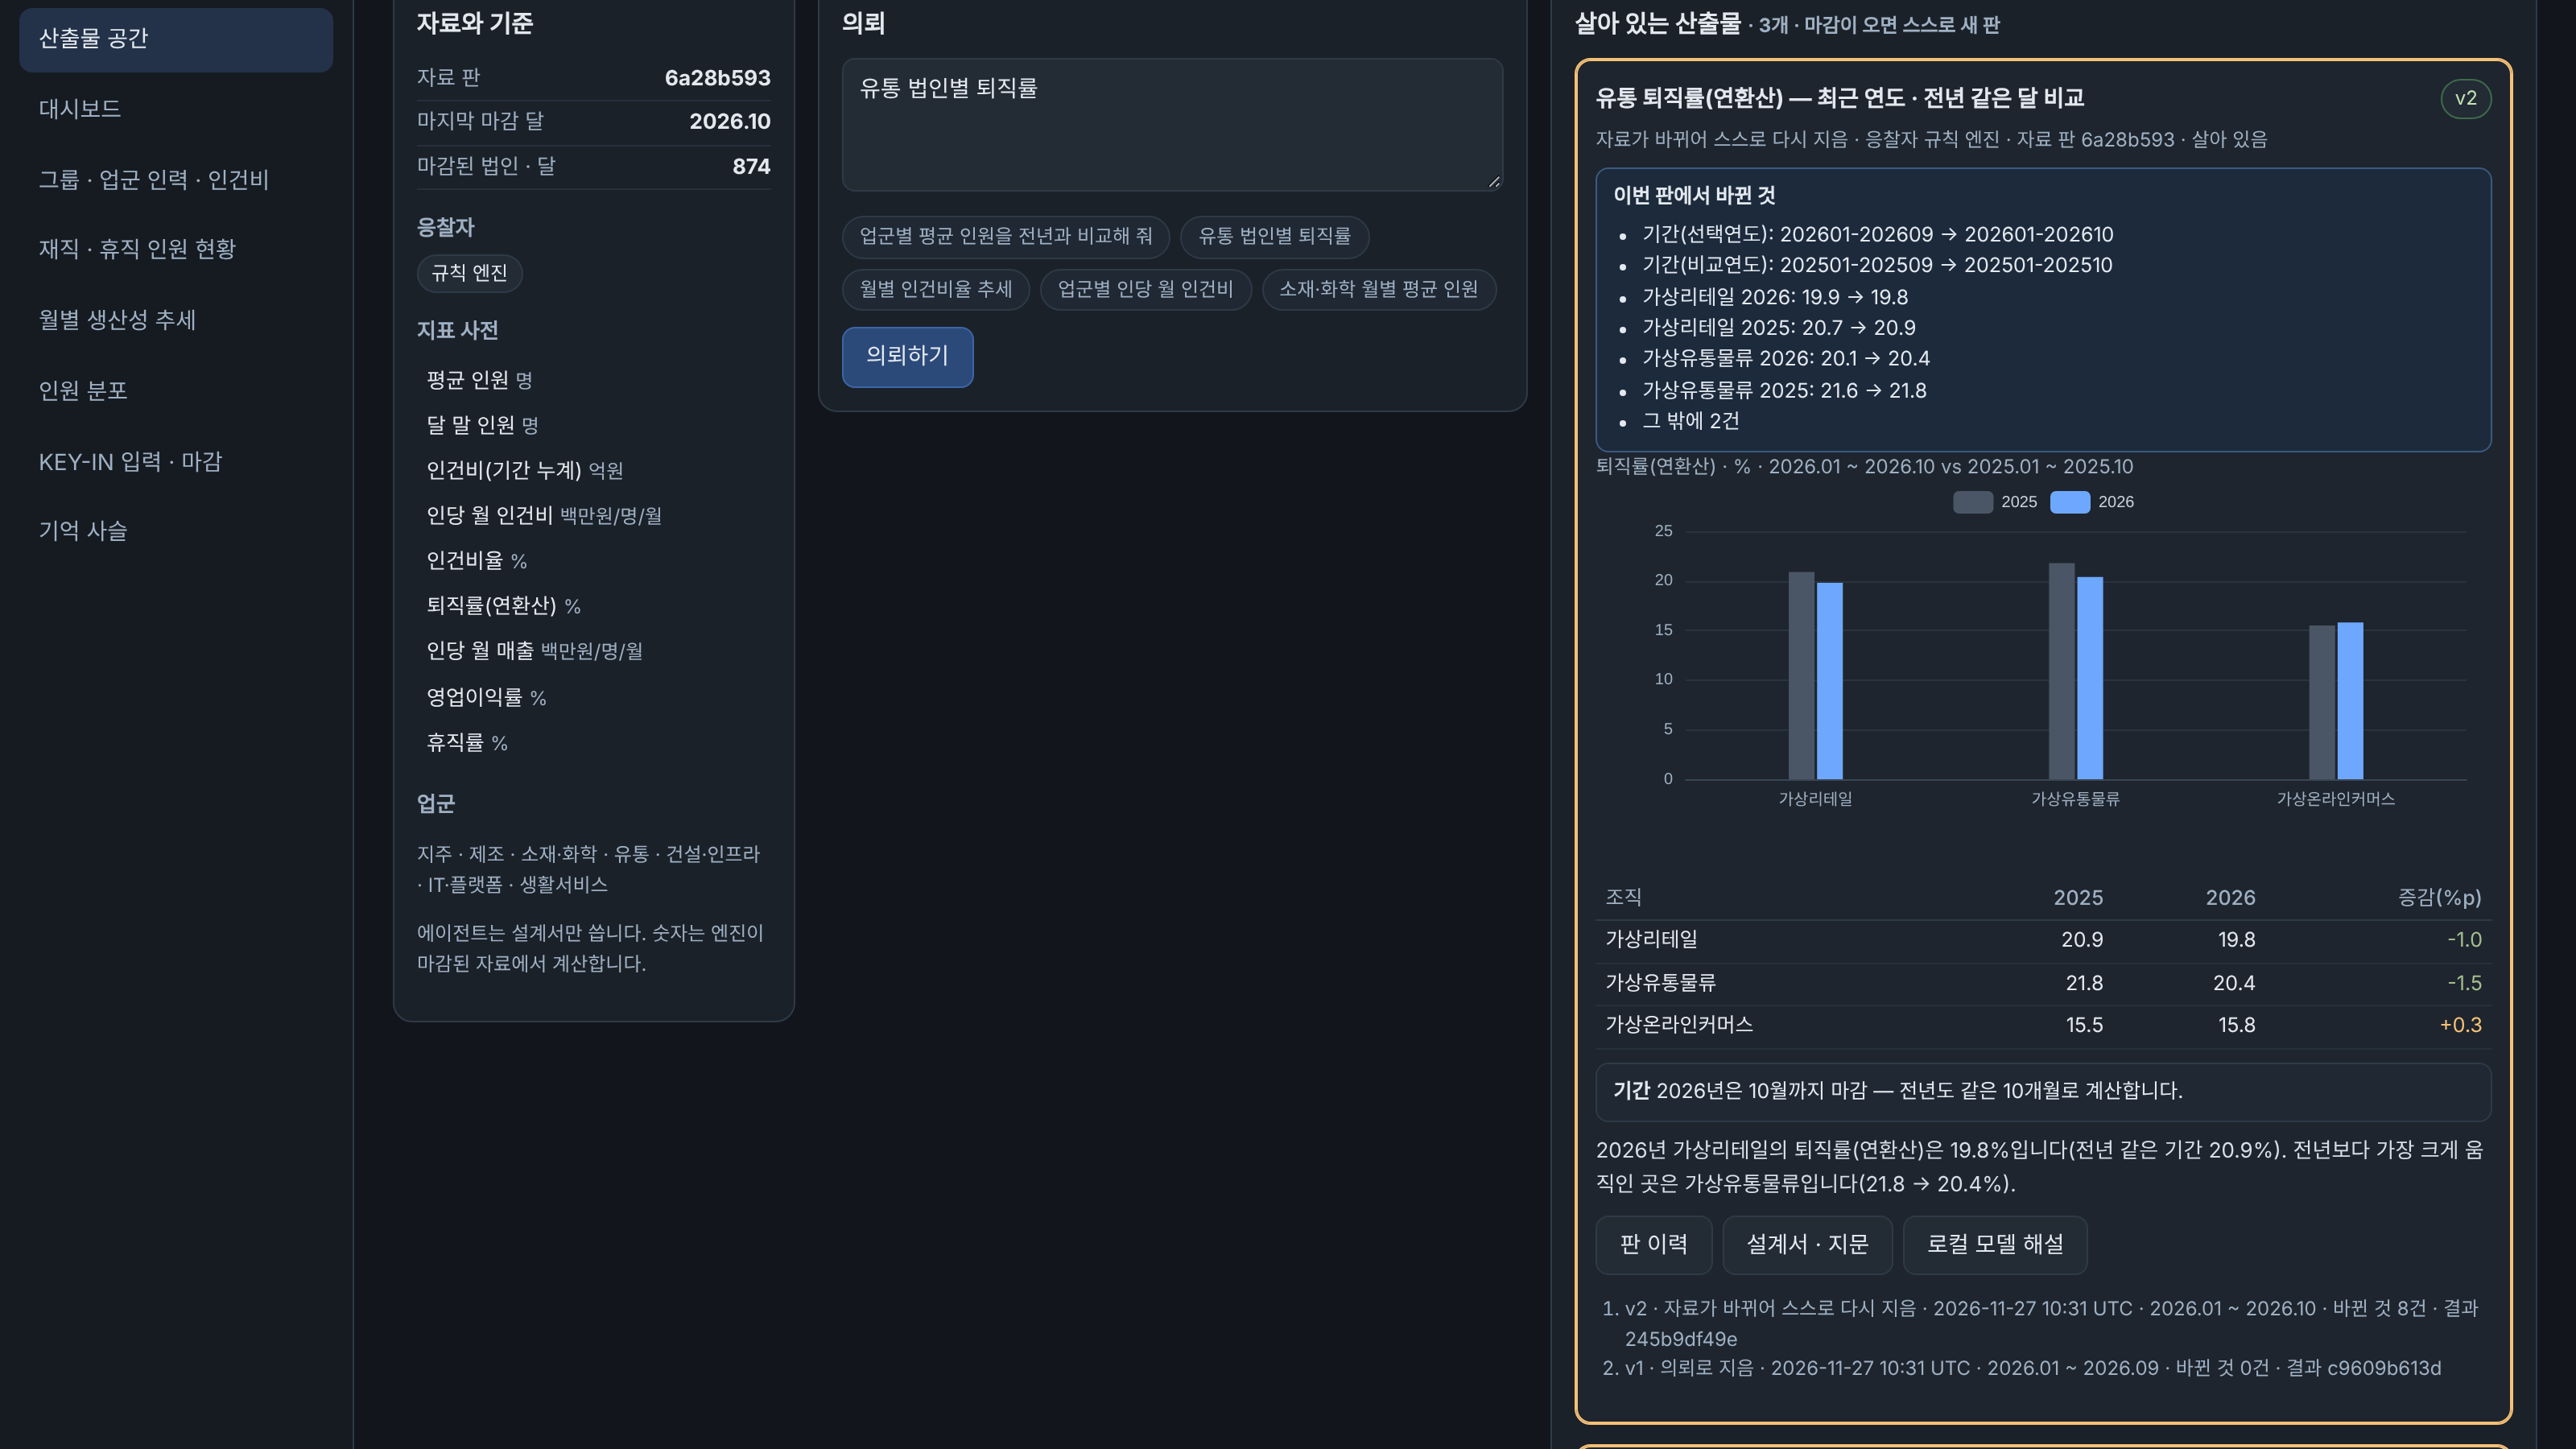 산출물 공간
대시보드
그룹 · 업군 인력 · 인건비
재직 · 휴직 인원 현황
월별 생산성 추세
인원 분포
KEY-IN 입력 · 마감
기억 사슬
자료와 기준
자료 판 6a28b593
마지막 마감 달 2026.10
마감된 법인 · 달 874
응찰자
규칙 엔진
지표 사전
평균 인원 명
달 말 인원 명
인건비(기간 누계) 억원
인당 월 인건비 백만원/명/월
인건비율 %
퇴직률(연환산) %
인당 월 매출 백만원/명/월
영업이익률 %
휴직률 %
업군
지주 · 제조 · 소재·화학 · 유통 · 건설·인프라
· IT·플랫폼 · 생활서비스
에이전트는 설계서만 씁니다. 숫자는 엔진이
마감된 자료에서 계산합니다.
의뢰
유통 법인별 퇴직률
업군별 평균 인원을 전년과 비교해 줘
유통 법인별 퇴직률
월별 인건비율 추세
업군별 인당 월 인건비
소재·화학 월별 평균 인원
의뢰하기
살아 있는 산출물 · 3개 · 마감이 오면 스스로 새 판
유통 퇴직률(연환산) — 최근 연도 · 전년 같은 달 비교
v2
자료가 바뀌어 스스로 다시 지음 · 응찰자 규칙 엔진 · 자료 판 6a28b593 · 살아 있음
이번 판에서 바뀐 것
• 기간(선택연도): 202601-202609 → 202601-202610
• 기간(비교연도): 202501-202509 → 202501-202510
• 가상리테일 2026: 19.9 → 19.8
• 가상리테일 2025: 20.7 → 20.9
• 가상유통물류 2026: 20.1 → 20.4
• 가상유통물류 2025: 21.6 → 21.8
• 그 밖에 2건
퇴직률(연환산) · % · 2026.01 ~ 2026.10 vs 2025.01 ~ 2025.10
2025 2026
25
20
15
10
5
0
가상리테일 가상유통물류 가상온라인커머스
조직 2025 2026 증감(%p)
가상리테일 20.9 19.8 -1.0
가상유통물류 21.8 20.4 -1.5
가상온라인커머스 15.5 15.8 +0.3
기간 2026년은 10월까지 마감 — 전년도 같은 10개월로 계산합니다.
2026년 가상리테일의 퇴직률(연환산)은 19.8%입니다(전년 같은 기간 20.9%). 전년보다 가장 크게 움
직인 곳은 가상유통물류입니다(21.8 → 20.4%).
판 이력
설계서 · 지문
로컬 모델 해설
1. v2 · 자료가 바뀌어 스스로 다시 지음 · 2026-11-27 10:31 UTC · 2026.01 ~ 2026.10 · 바뀐 것 8건 · 결과
245b9df49e
2. v1 · 의뢰로 지음 · 2026-11-27 10:31 UTC · 2026.01 ~ 2026.09 · 바뀐 것 0건 · 결과 c9609b613d